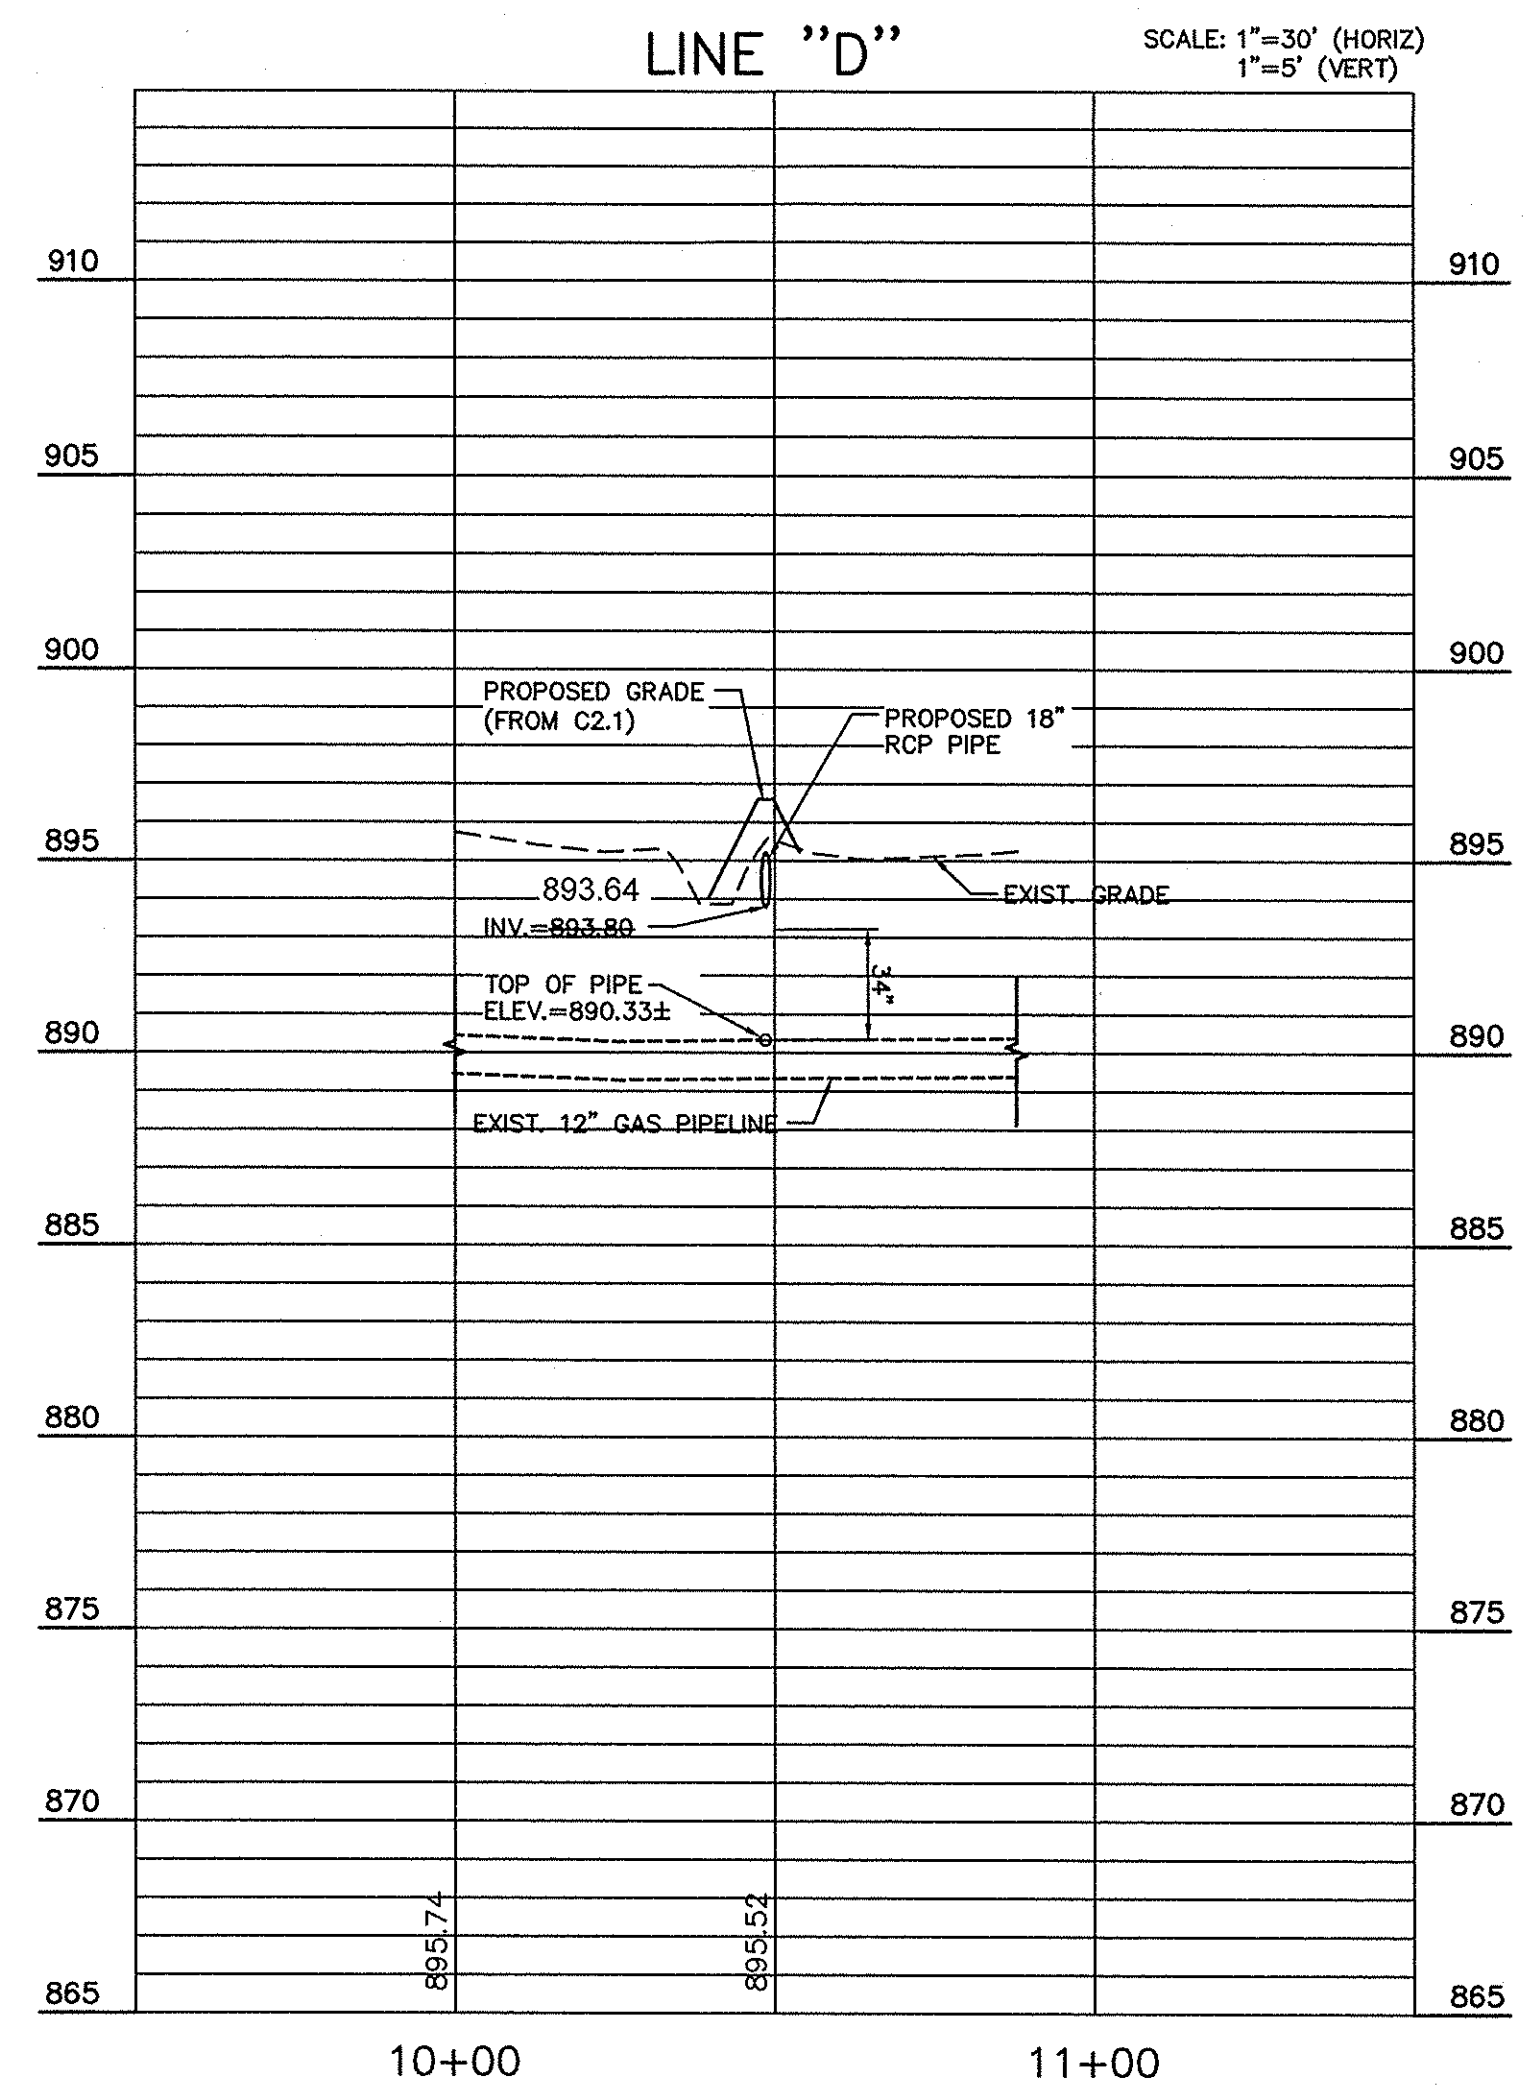 LINE "D"
SCALE: 1"=30' (HORIZ)
1"=5' (VERT)
910
910
905
905
900
900
PROPOSED GRADE
(FROM C2.1)
PROPOSED 18"
RCP PIPE
895
895
893.64
EXIST. GRADE
INV.=893.80
34"
TOP OF PIPE
ELEV.=890.33±
890
890
EXIST. 12" GAS PIPELINE
885
885
880
880
875
875
870
870
895.74
895.52
865
865
10+00
11+00